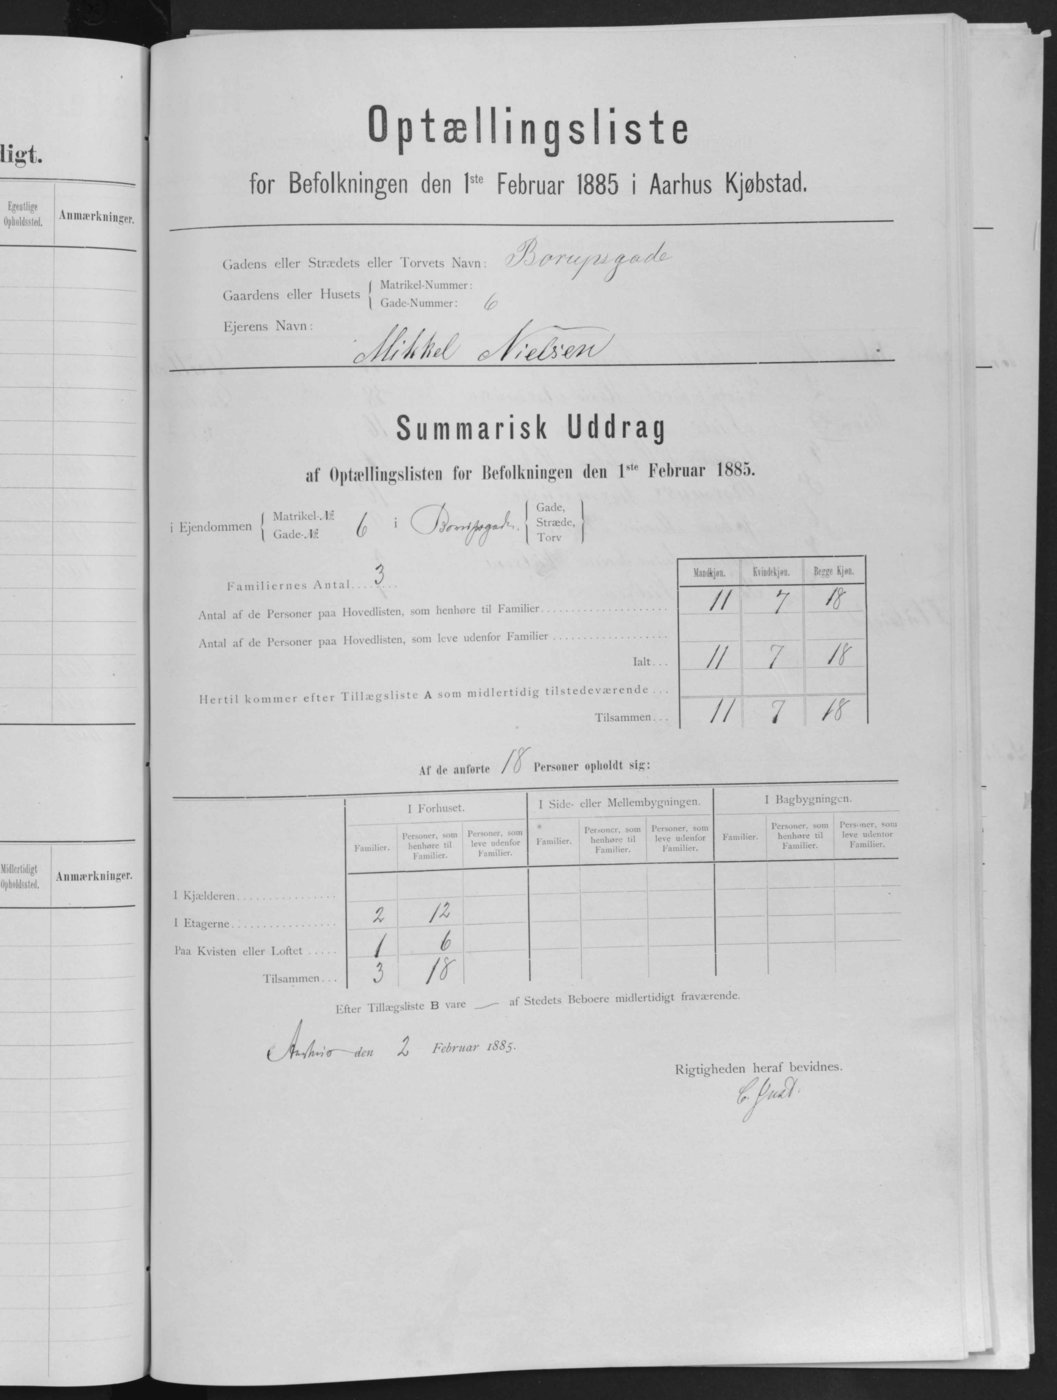 digt.
Egentlige Opholdssted.
Anmærkninger.
Midlertidigt Opholdssted.
Anmærkninger.
Optællingsliste
for Befolkningen den 1ste Februar 1885 i Aarhus Kjøbstad.
Gadens eller Strædets eller Torvets Navn: Borupsgade
Gaardens eller Husets { Matrikel-Nummer:
Gade-Nummer: 6
Ejerens Navn:
Mikkel Nielsen
Summarisk Uddrag
af Optællingslisten for Befolkningen den 1ste Februar 1885.
i Ejendommen { Matrikel-№ Gade-№ 6 i Borupsgade. { Gade, Stræde, Torv }
Familiernes Antal.... 3
Mandkjøn. Kvindekjøn. Begge Kjøn.
Antal af de Personer paa Hovedlisten, som henhøre til Familier 11 7 18
Antal af de Personer paa Hovedlisten, som leve udenfor Familier
Ialt... 11 7 18
Hertil kommer efter Tillægsliste A som midlertidig tilstedeværende...
Tilsammen... 11 7 18
Af de anførte 18 Personer opholdt sig:
I Forhuset. I Side- eller Mellembygningen. I Bagbygningen.
Familier. Personer, som henhøre til Familier. Personer, som leve udenfor Familier. Familier. Personer, som henhøre til Familier. Personer, som leve udenfor Familier. Familier. Personer, som henhøre til Familier. Personer, som leve udenfor Familier.
I Kjælderen
I Etagerne 2 12
Paa Kvisten eller Loftet 1 6
Tilsammen... 3 18
Efter Tillægsliste B vare — af Stedets Beboere midlertidigt fraværende.
Aarhus den 2 Februar 1885.
Rigtigheden heraf bevidnes.